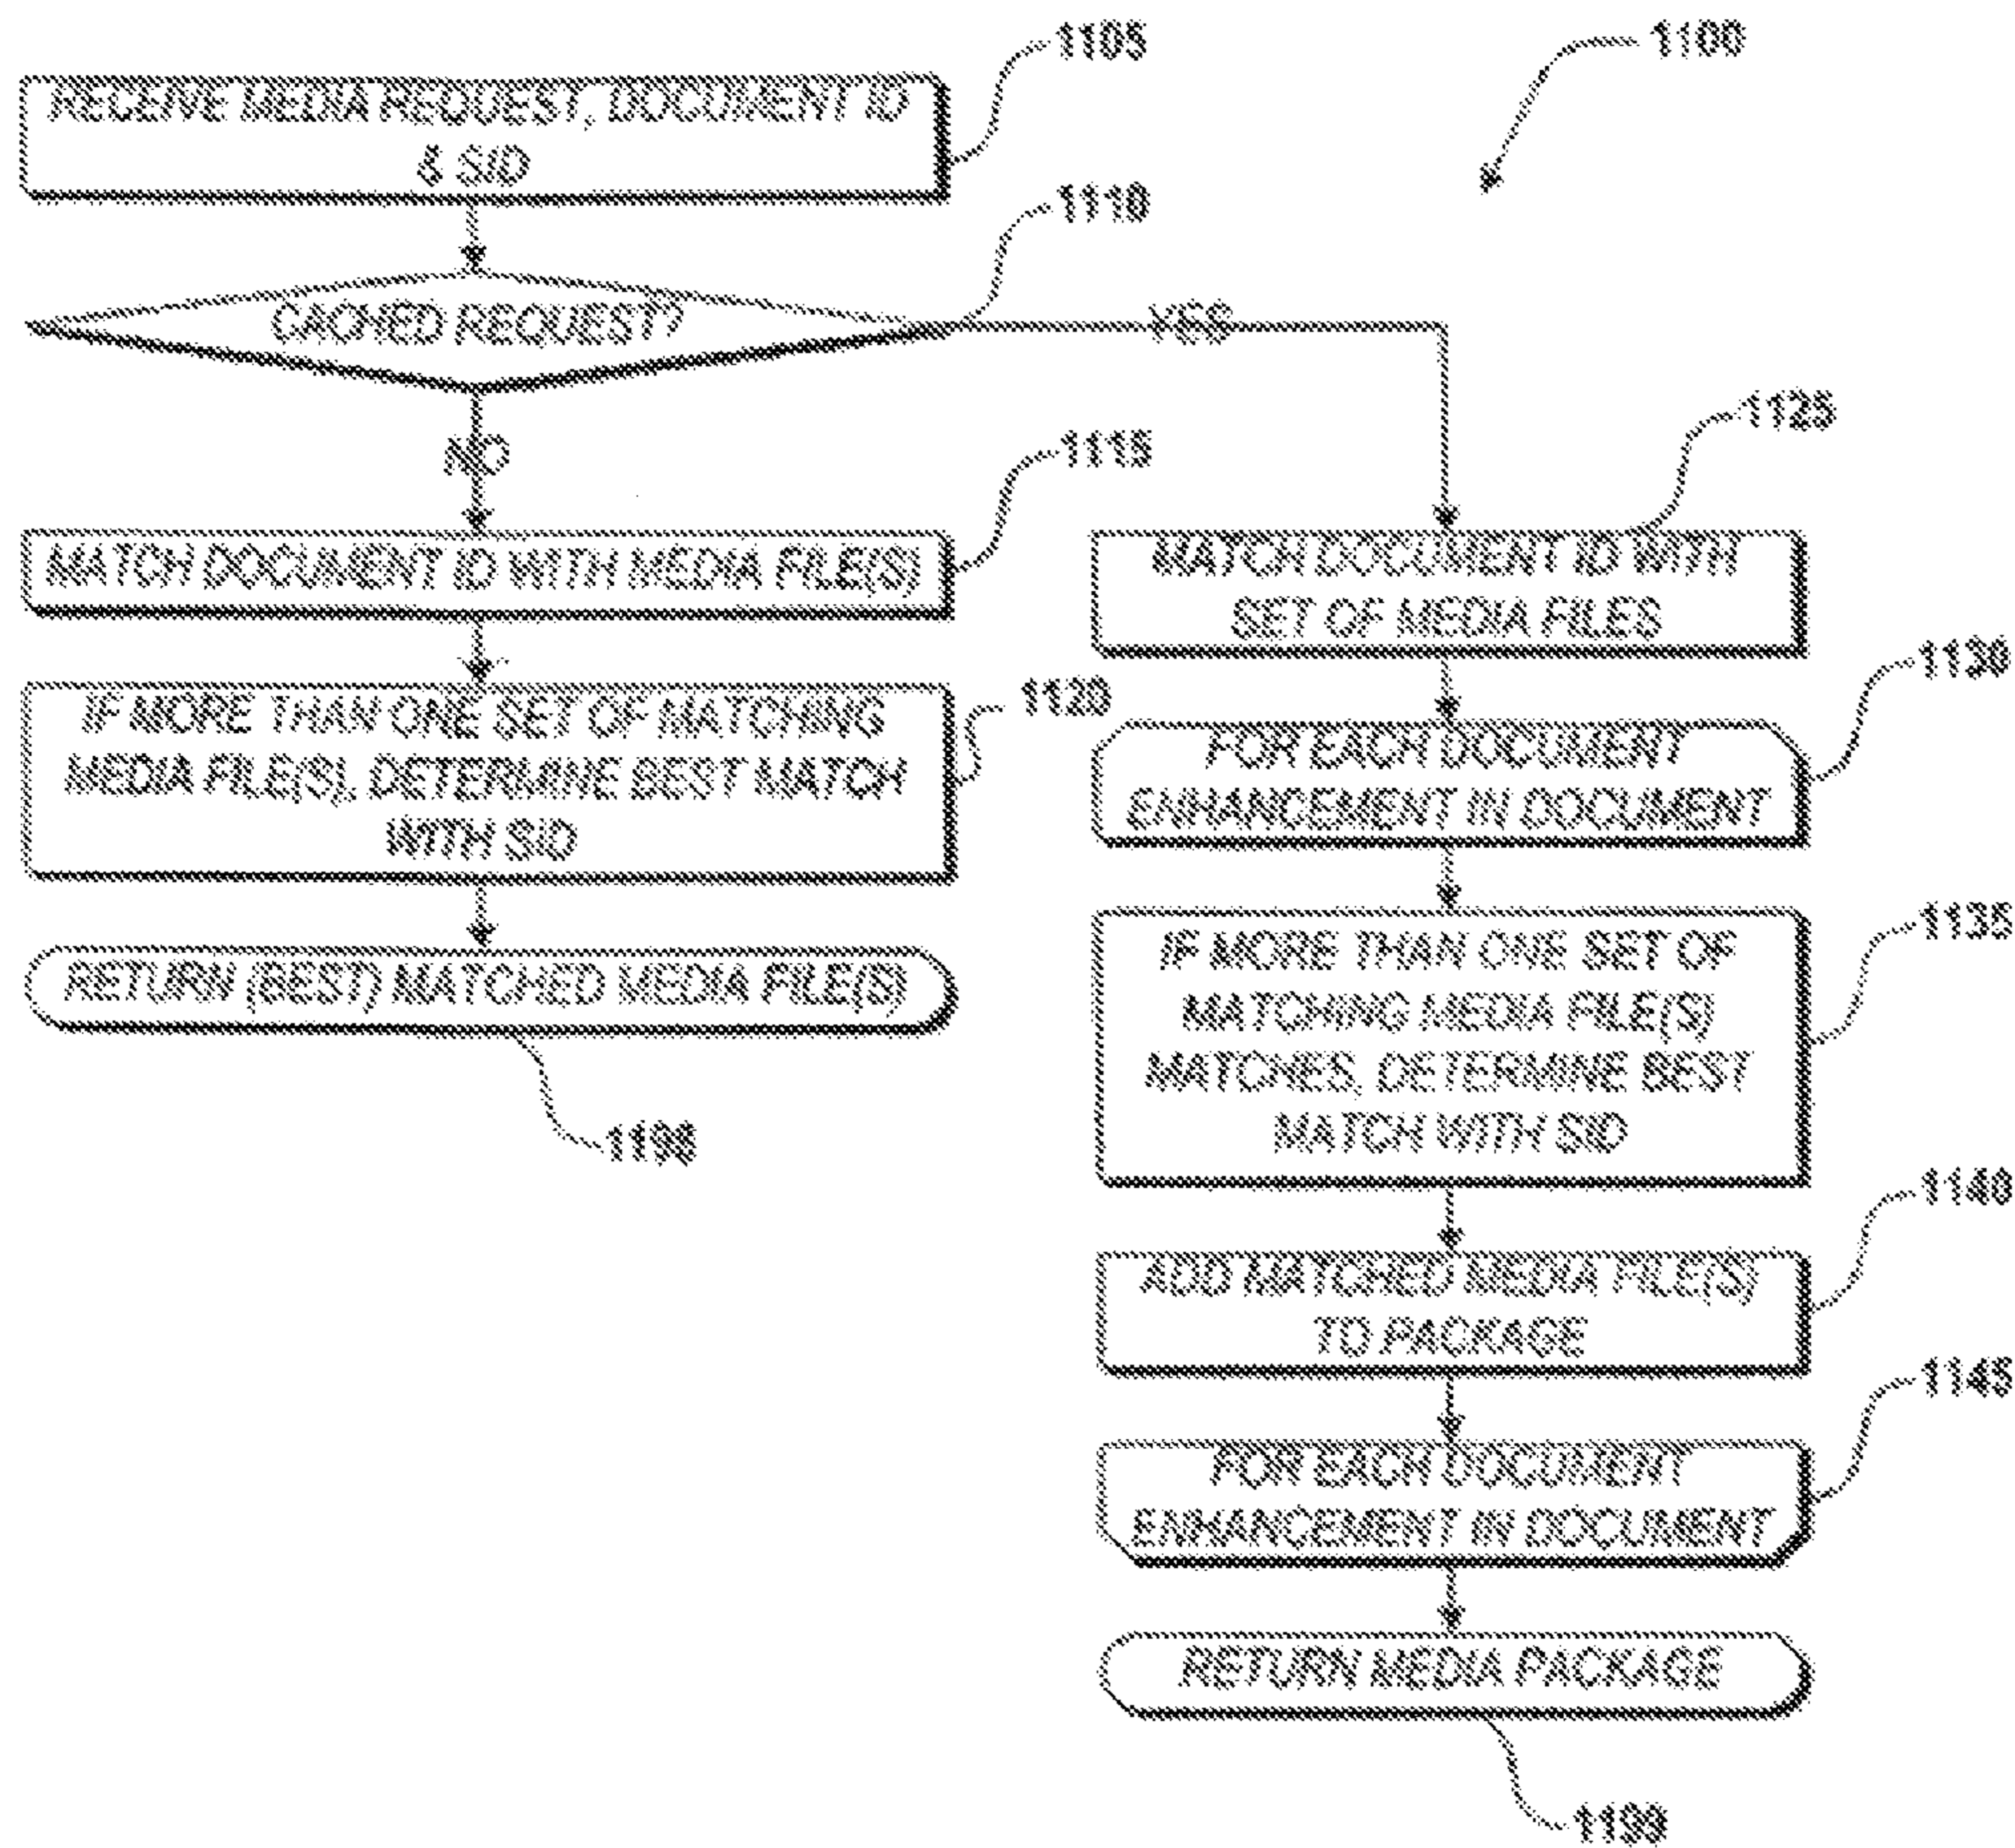 1105
1100
RECEIVE MEDIA REQUEST, DOCUMENT ID
& SID
1110
CACHED REQUEST?
YES
1125
NO
1115
MATCH DOCUMENT ID WITH MEDIA FILE(S)
MATCH DOCUMENT ID WITH
SET OF MEDIA FILES
1130
1120
IF MORE THAN ONE SET OF MATCHING
MEDIA FILE(S), DETERMINE BEST MATCH
WITH SID
FOR EACH DOCUMENT
ENHANCEMENT IN DOCUMENT
1135
RETURN (BEST) MATCHED MEDIA FILE(S)
IF MORE THAN ONE SET OF
MATCHING MEDIA FILE(S)
MATCHES, DETERMINE BEST
MATCH WITH SID
1140
ADD MATCHED MEDIA FILE(S)
TO PACKAGE
1145
FOR EACH DOCUMENT
ENHANCEMENT IN DOCUMENT
RETURN MEDIA PACKAGE
1199